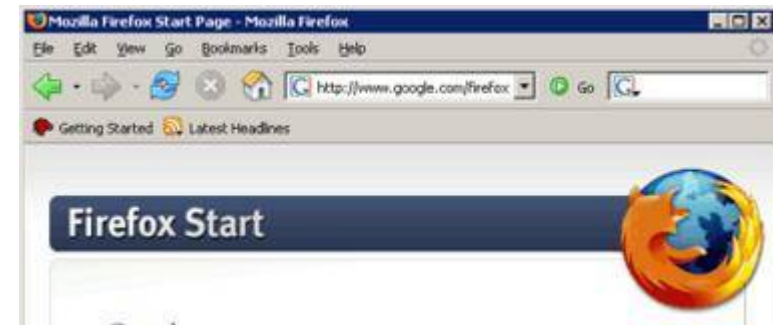 Mozilla Firefox Start Page - Mozilla Firefox
File Edit View Go Bookmarks Tools Help
http://www.google.com/firefox Go
Getting Started Latest Headlines
Firefox Start